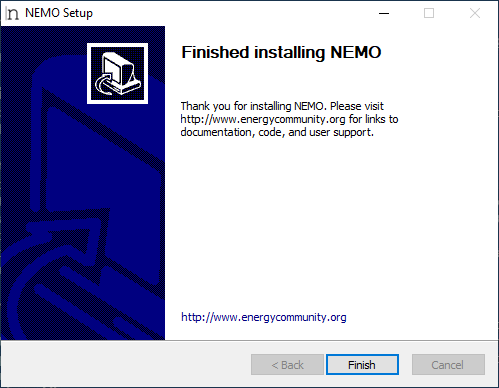 n NEMO Setup
Finished installing NEMO
Thank you for installing NEMO. Please visit
http://www.energycommunity.org for links to
documentation, code, and user support.
http://www.energycommunity.org
< Back Finish Cancel